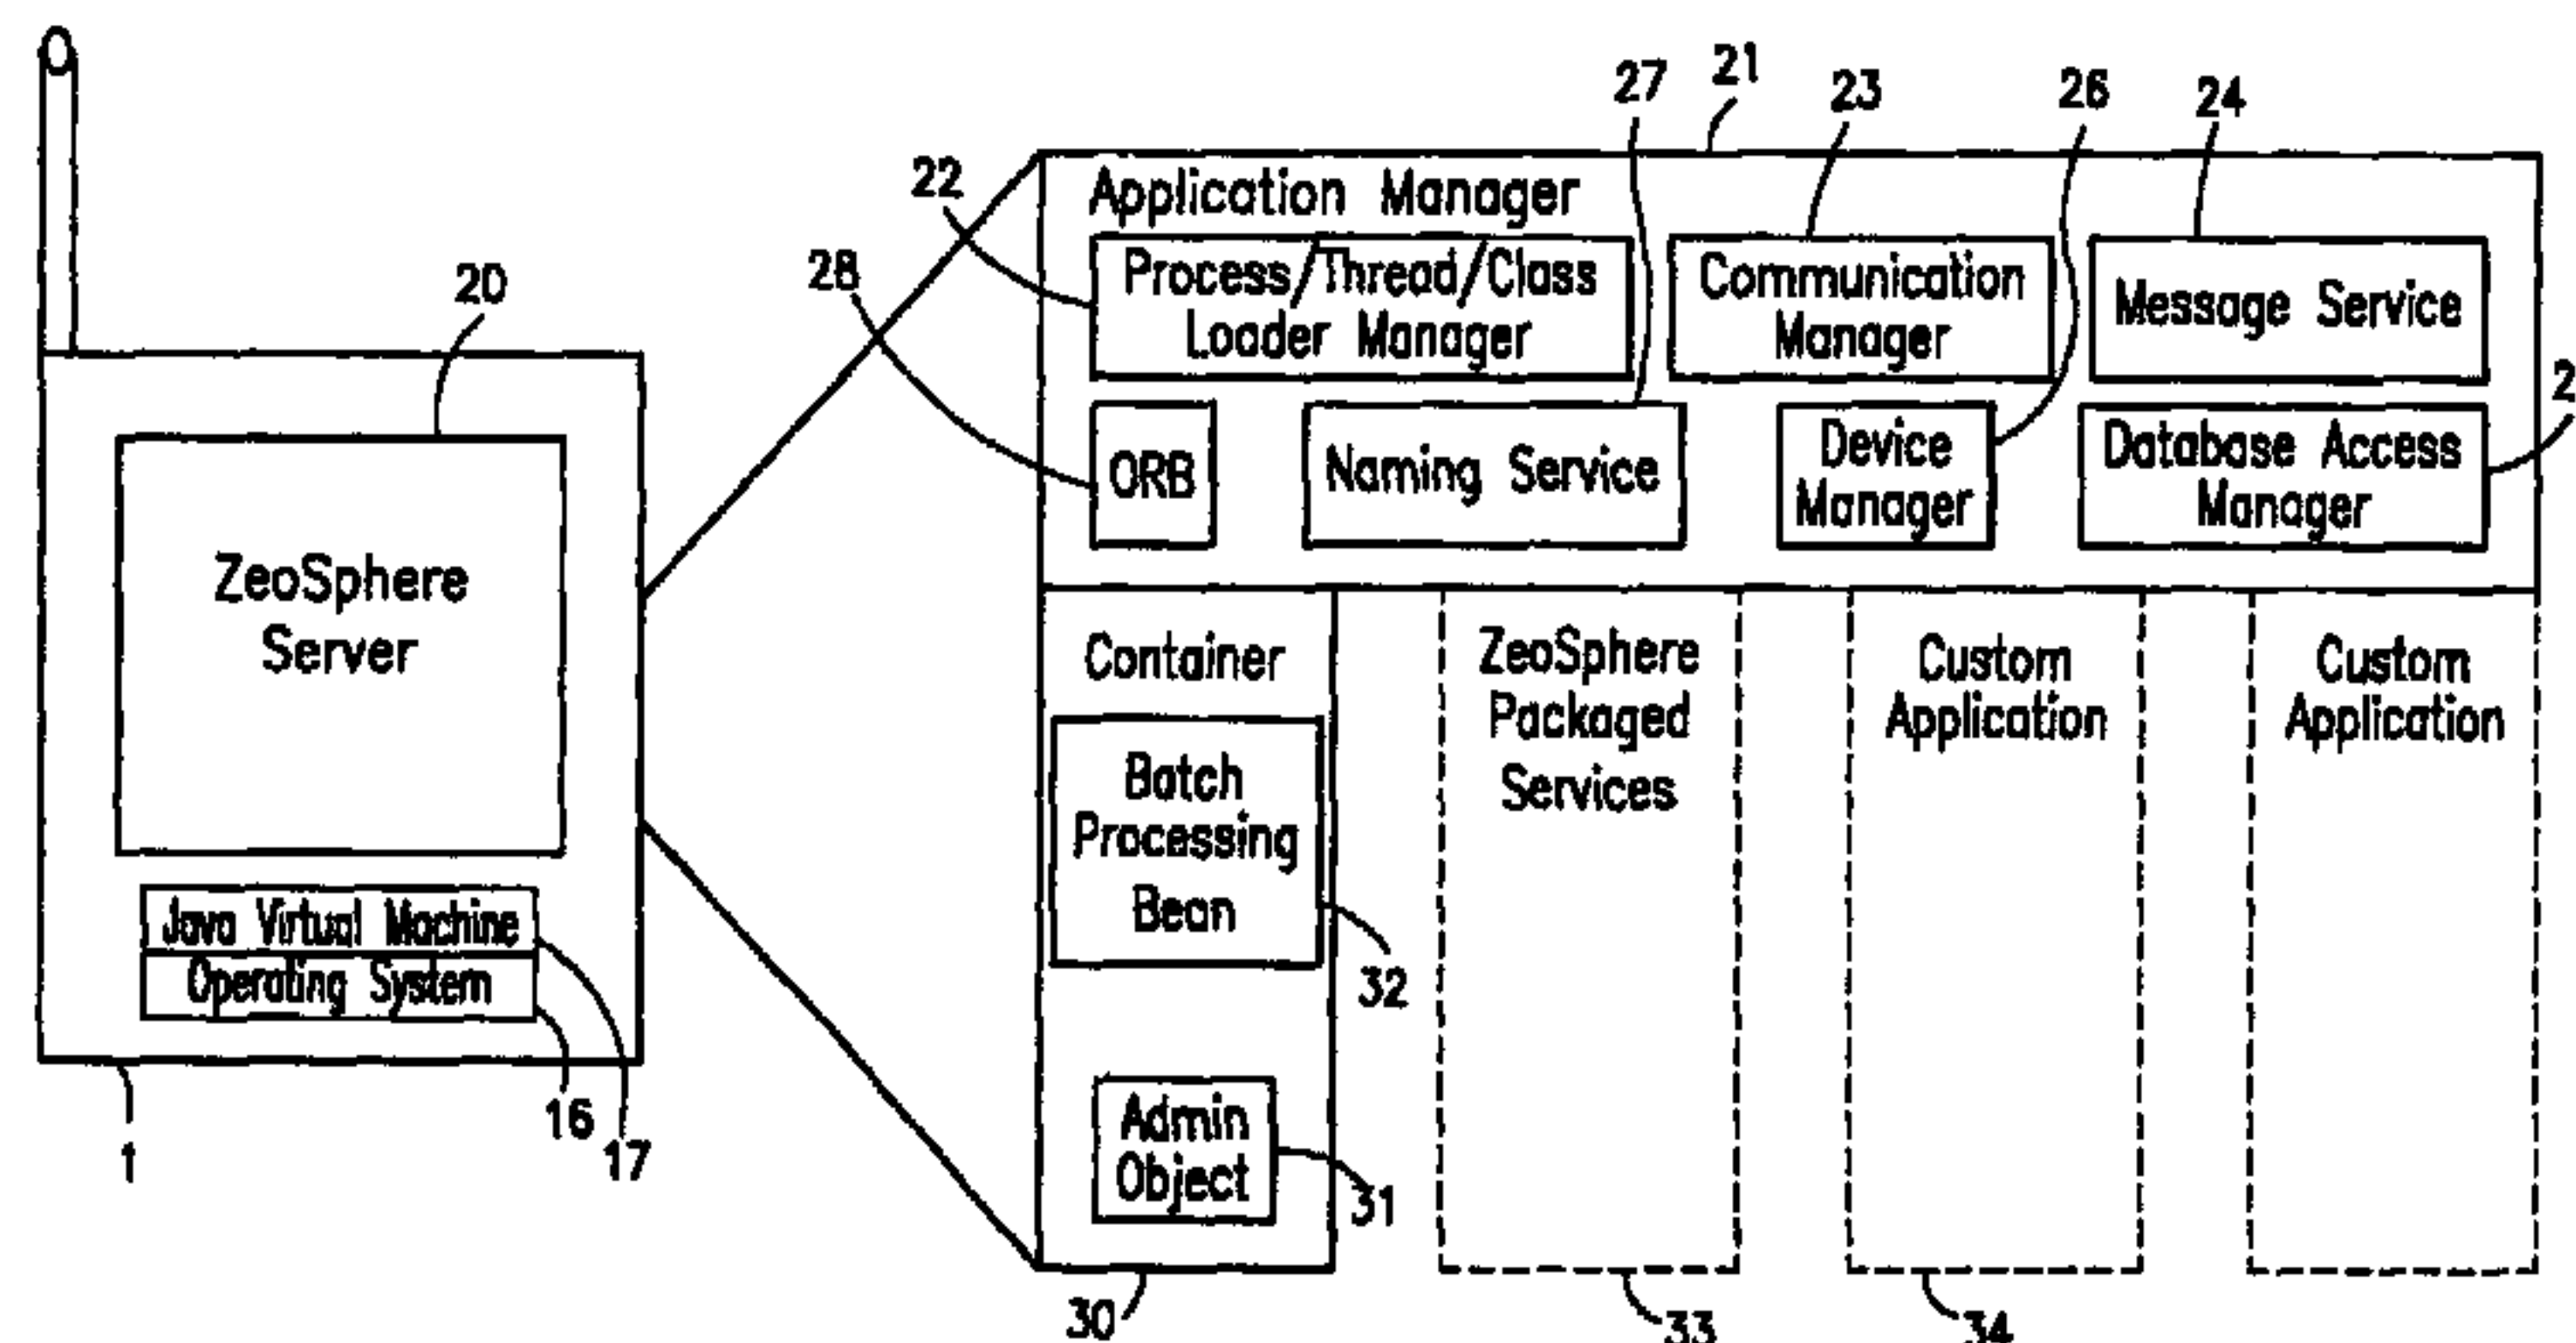 21
27
23
26
24
22
Application Manager
28
Process/Thread/Class
Loader Manager
Communication
Manager
Message Service
20
2
ORB
Naming Service
Device
Manager
Database Access
Manager
ZeoSphere
Server
Container
ZeoSphere
Packaged
Services
Custom
Application
Custom
Application
Batch
Processing
Bean
Java Virtual Machine
Operating System
32
16
1
17
Admin
Object
31
30
33
34